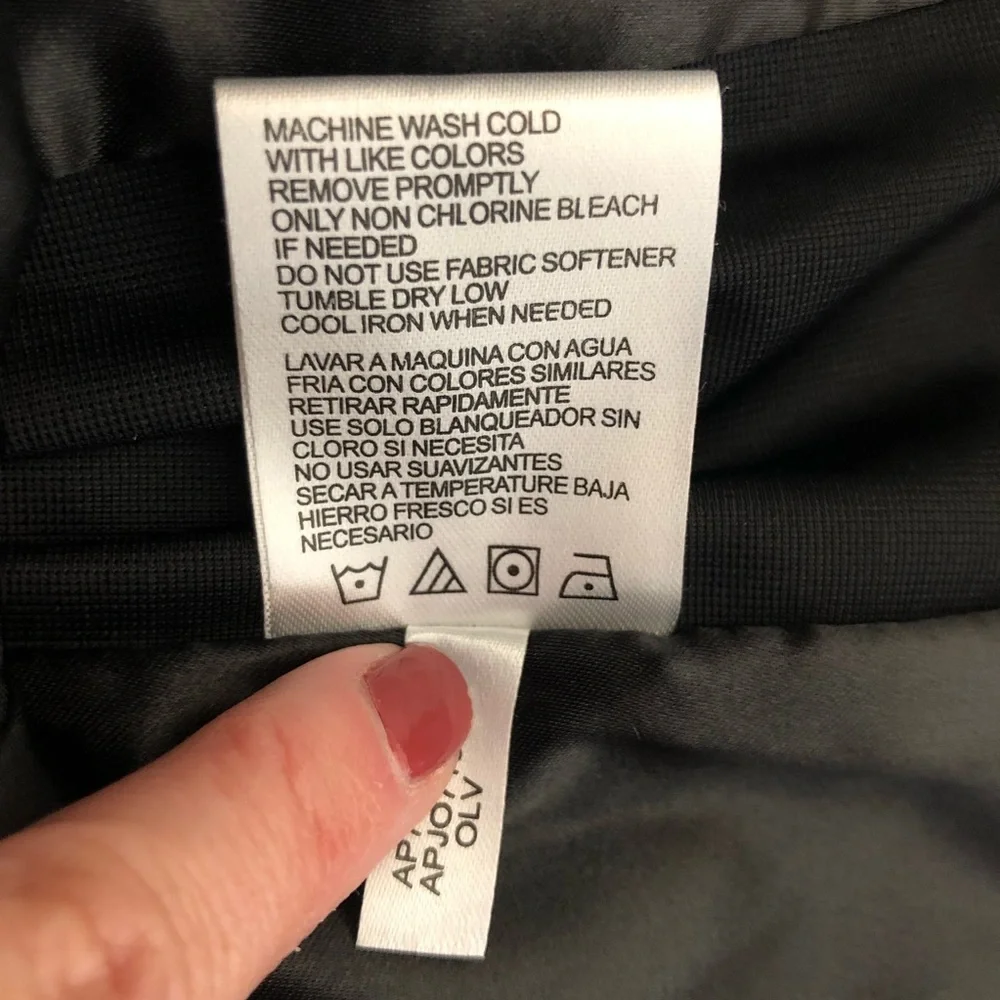 MACHINE WASH COLD
WITH LIKE COLORS
REMOVE PROMPTLY
ONLY NON CHLORINE BLEACH
IF NEEDED
DO NOT USE FABRIC SOFTENER
TUMBLE DRY LOW
COOL IRON WHEN NEEDED
LAVAR A MAQUINA CON AGUA
FRIA CON COLORES SIMILARES
RETIRAR RAPIDAMENTE
USE SOLO BLANQUEADOR SIN
CLORO SI NECESITA
NO USAR SUAVIZANTES
SECAR A TEMPERATURE BAJA
HIERRO FRESCO SI ES
NECESARIO
OLV